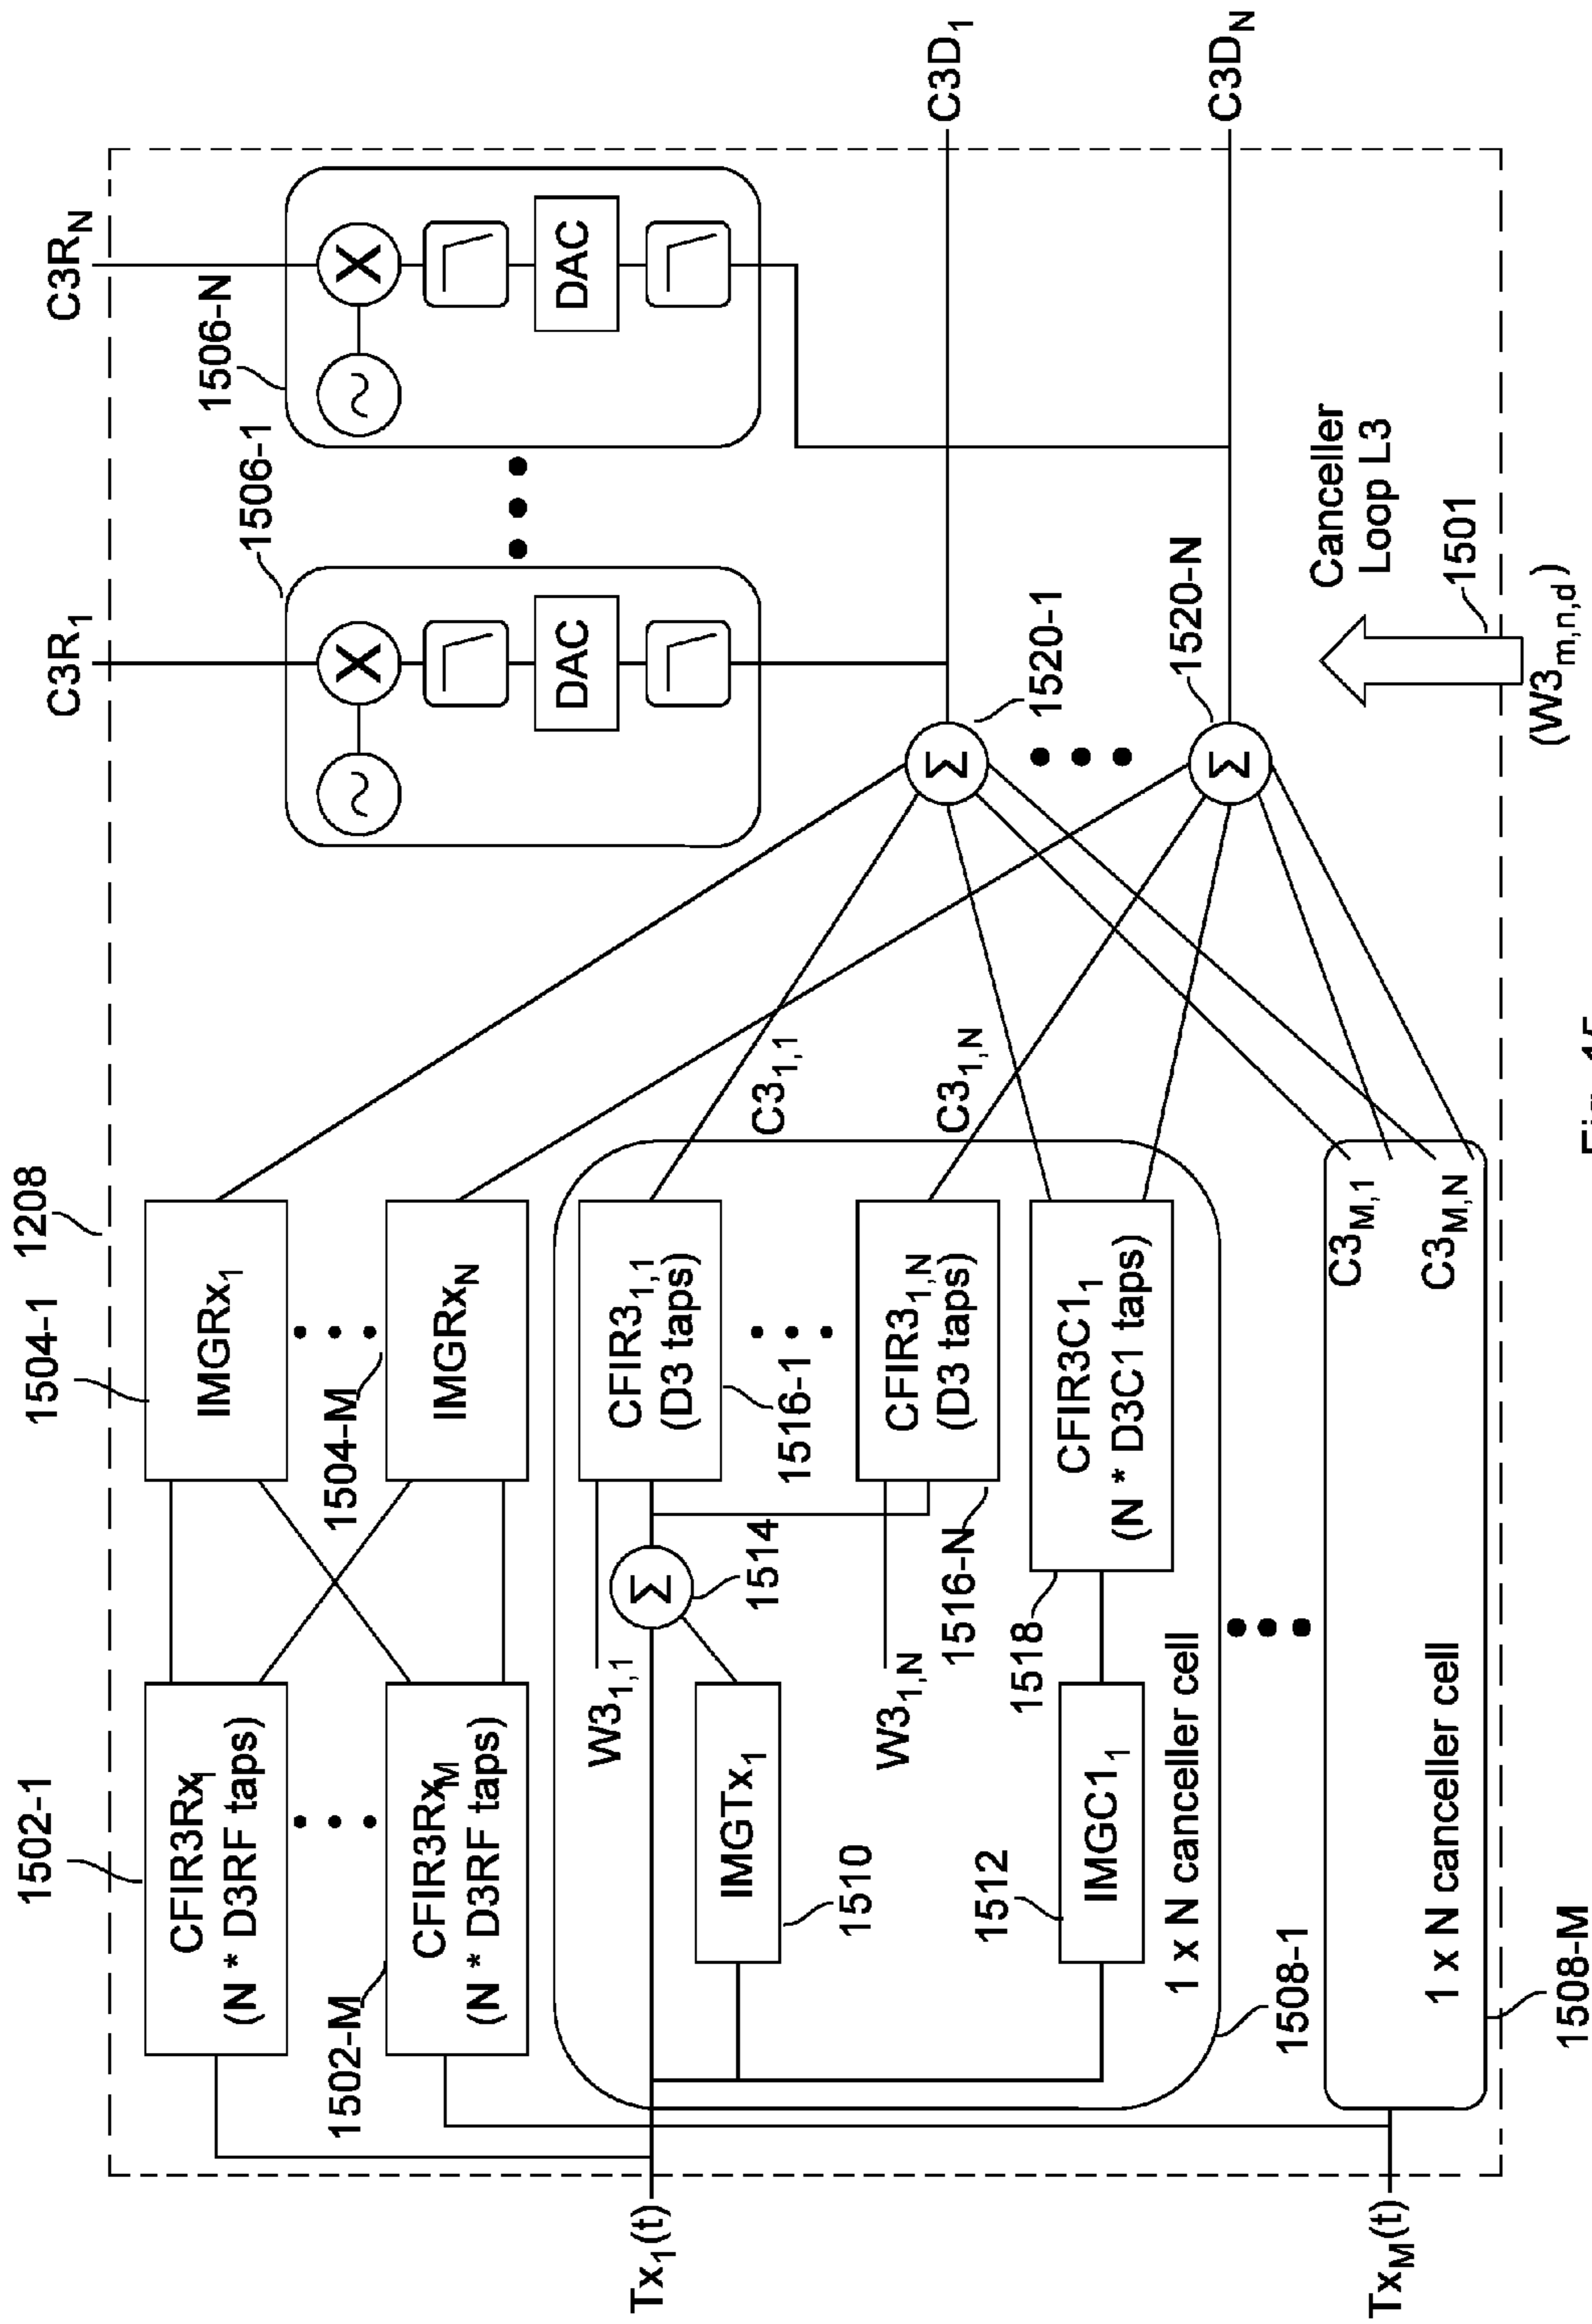 1208
1502-1
CFIR3Rx1
(N * D3RF taps)
1502-M
CFIR3RxM
(N * D3RF taps)
1504-1
IMGRx1
1504-M
IMGRxN
C3R1
1506-1
DAC
C3RN
1506-N
DAC
Tx1(t)
W31,1
Σ
1514
IMGTx1
1510
CFIR31,1
(D3 taps)
1516-1
C31,1
W31,N
CFIR31,N
(D3 taps)
1516-N
C31,N
IMGC11
1512
CFIR3C11
(N * D3C1 taps)
1518
1 x N canceller cell
1508-1
Σ
1520-1
C3D1
Σ
1520-N
C3DN
TxM(t)
1 x N canceller cell
1508-M
C3M,1
C3M,N
Canceller
Loop L3
1501
(W3m,n,d)